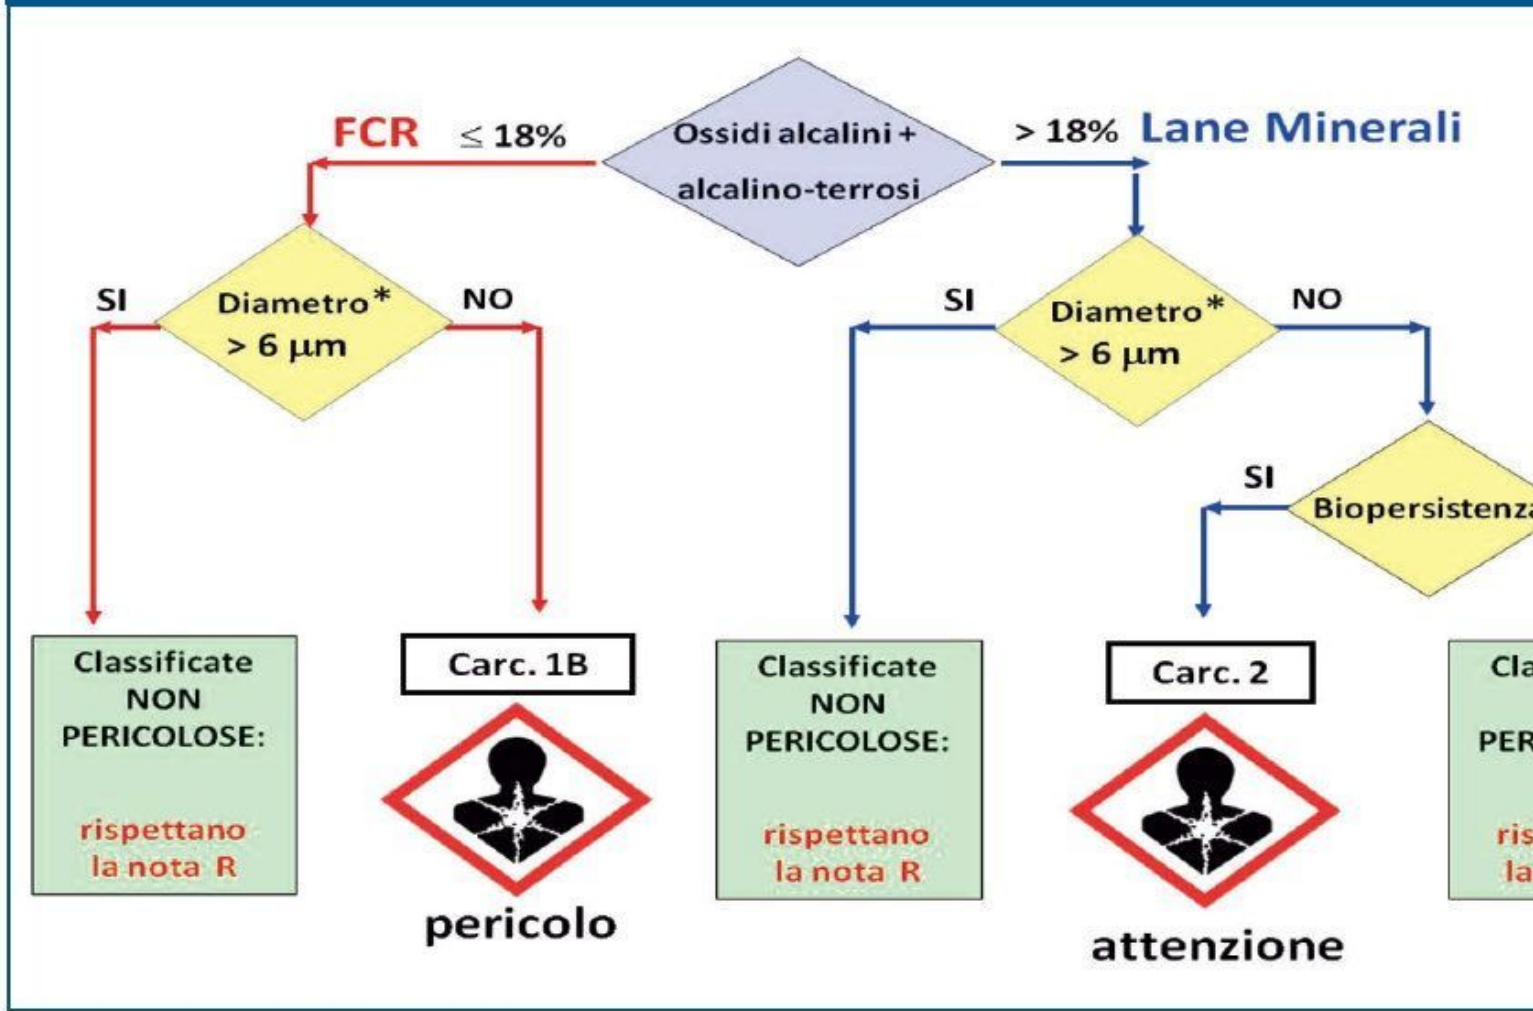 FCR ≤ 18%
Ossidi alcalini +
alcalino-terrosi
> 18% Lane Minerali
SI
Diametro*
> 6 μm
NO
SI
Diametro*
> 6 μm
NO
SI
Biopersistenza
Classificate
NON
PERICOLOSE:
rispettano
la nota R
Carc. 1B
pericolo
Classificate
NON
PERICOLOSE:
rispettano
la nota R
Carc. 2
attenzione